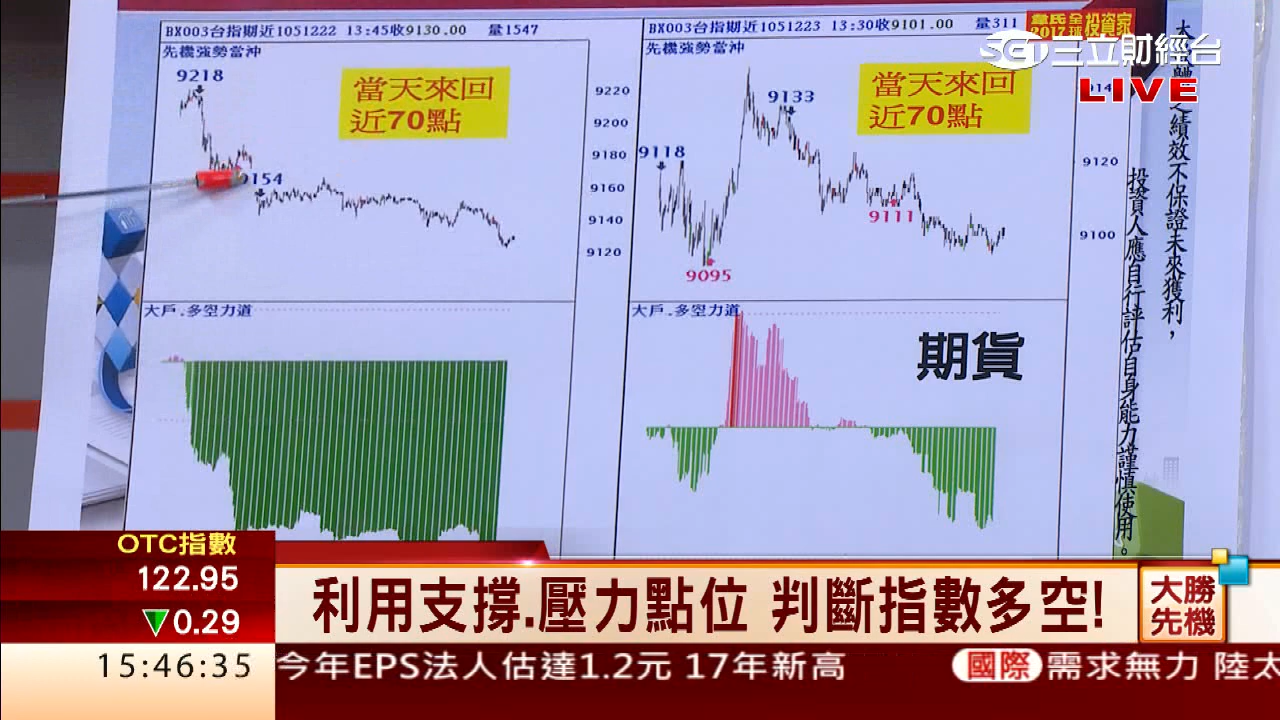 BX003台指期近1051222 13:45收9130.00 量1547
先機強勢當沖
9218
當天來回
近70點
9154
9220
9200
9180
9160
9140
9120
大戶.多空力道
BX003台指期近1051223 13:30收9101.00 量311
先機強勢當沖
9133
當天來回
近70點
9118
9111
9095
9120
9100
大戶.多空力道
期貨
韋氏全球投資家
2017
三立財經台
LIVE
之績效不保證未來獲利，
投資人應自行評估自身能力謹慎使用。
OTC指數
122.95
▼0.29
15:46:35
利用支撐.壓力點位 判斷指數多空!
大勝
先機
今年EPS法人估達1.2元 17年新高
國際 需求無力 陸太